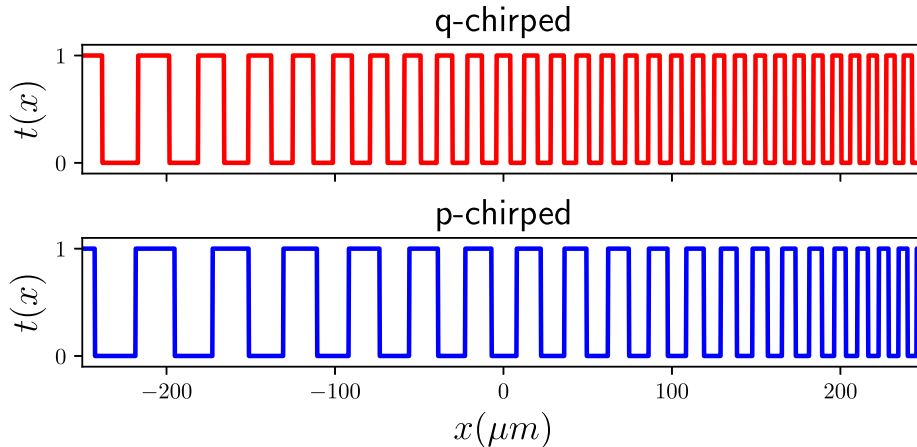 q-chirped
t(x)
1
0
p-chirped
t(x)
1
0
−200 −100 0 100 200
x(μm)